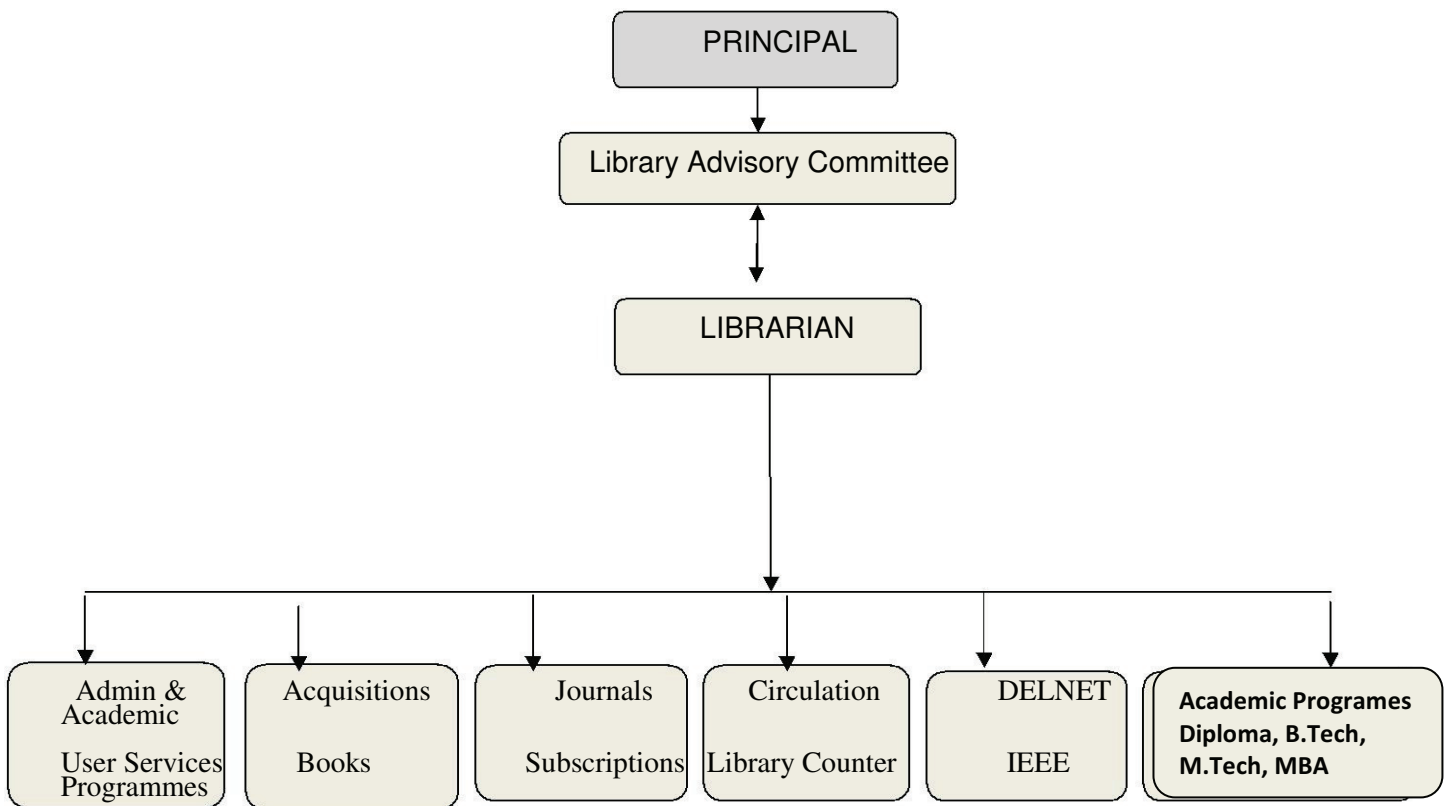 PRINCIPAL
Library Advisory Committee
LIBRARIAN
Admin &
Academic
User Services
Programmes
Acquisitions
Books
Journals
Subscriptions
Circulation
Library Counter
DELNET
IEEE
Academic Programes
Diploma, B.Tech,
M.Tech, MBA